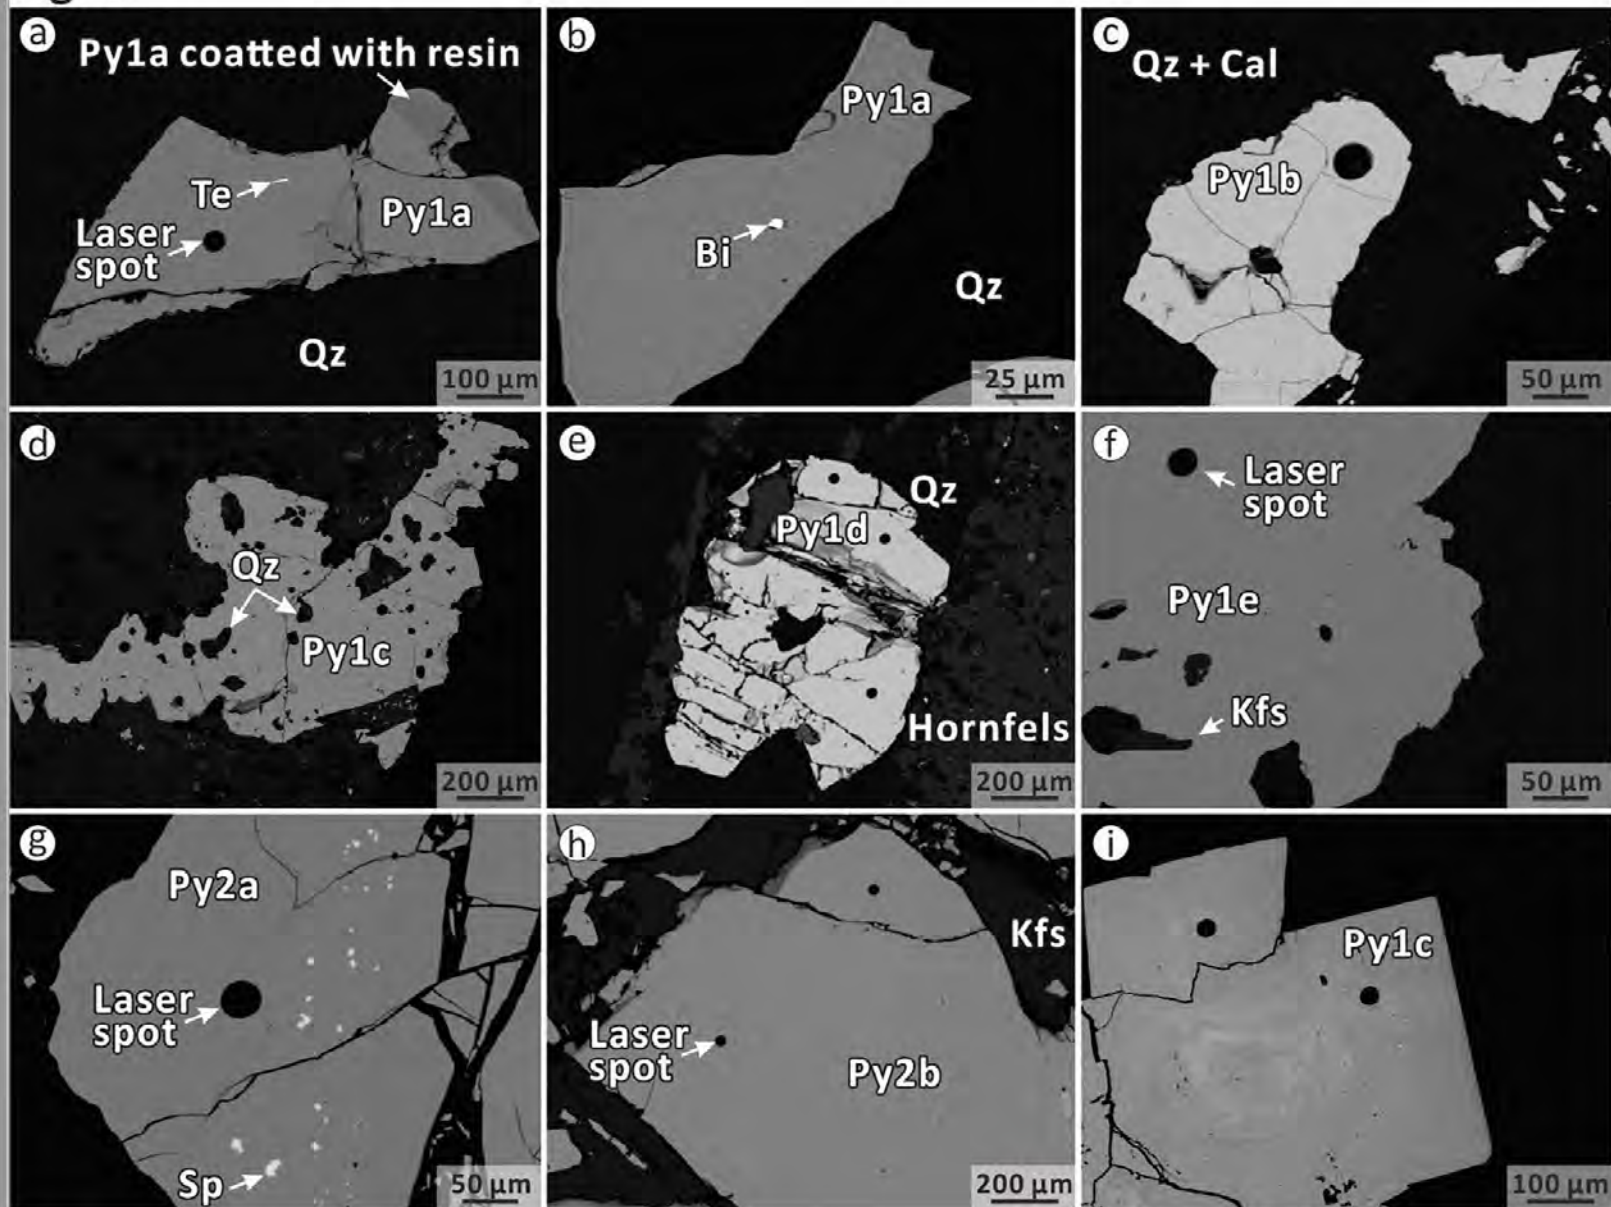 a
Py1a coatted with resin
Te
Laser
spot
Py1a
Qz
100 μm
b
Py1a
Bi
Qz
25 μm
c
Qz + Cal
Py1b
50 μm
d
Qz
Py1c
200 μm
e
Qz
Py1d
Hornfels
200 μm
f
Laser
spot
Py1e
Kfs
50 μm
g
Py2a
Laser
spot
Sp
50 μm
h
Kfs
Laser
spot
Py2b
200 μm
i
Py1c
100 μm